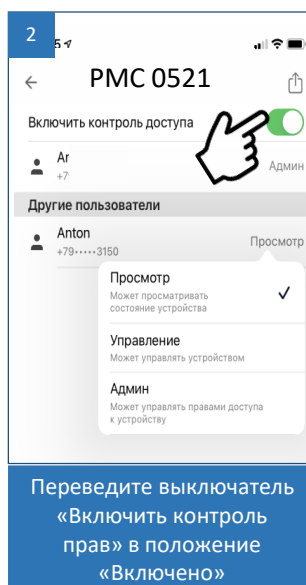 2
5
PMC 0521
Включить контроль доступа
Ar
Админ
+7
Другие пользователи
Anton
Просмотр
+79·····3150
Просмотр
Может просматривать
состояние устройства
Управление
Может управлять устройством
Админ
Может управлять правами доступа
к устройству
Переведите выключатель
«Включить контроль
прав» в положение
«Включено»